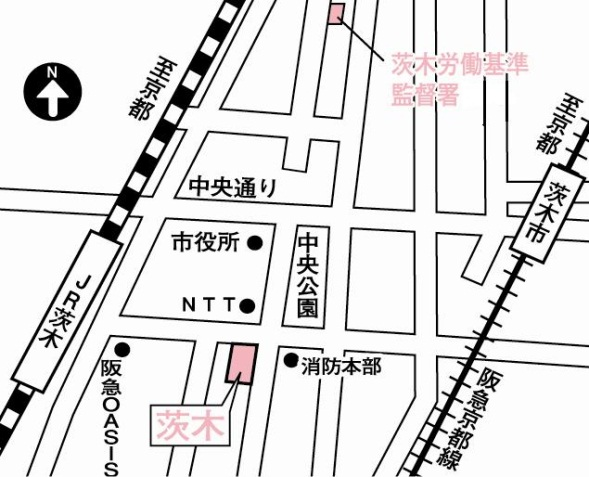 N
至京都
茨木労働基準
監督署
至京都
中央通り
茨木市
市役所
中央公園
NTT
JR茨木
阪急OASIS
消防本部
茨木
阪急京都線